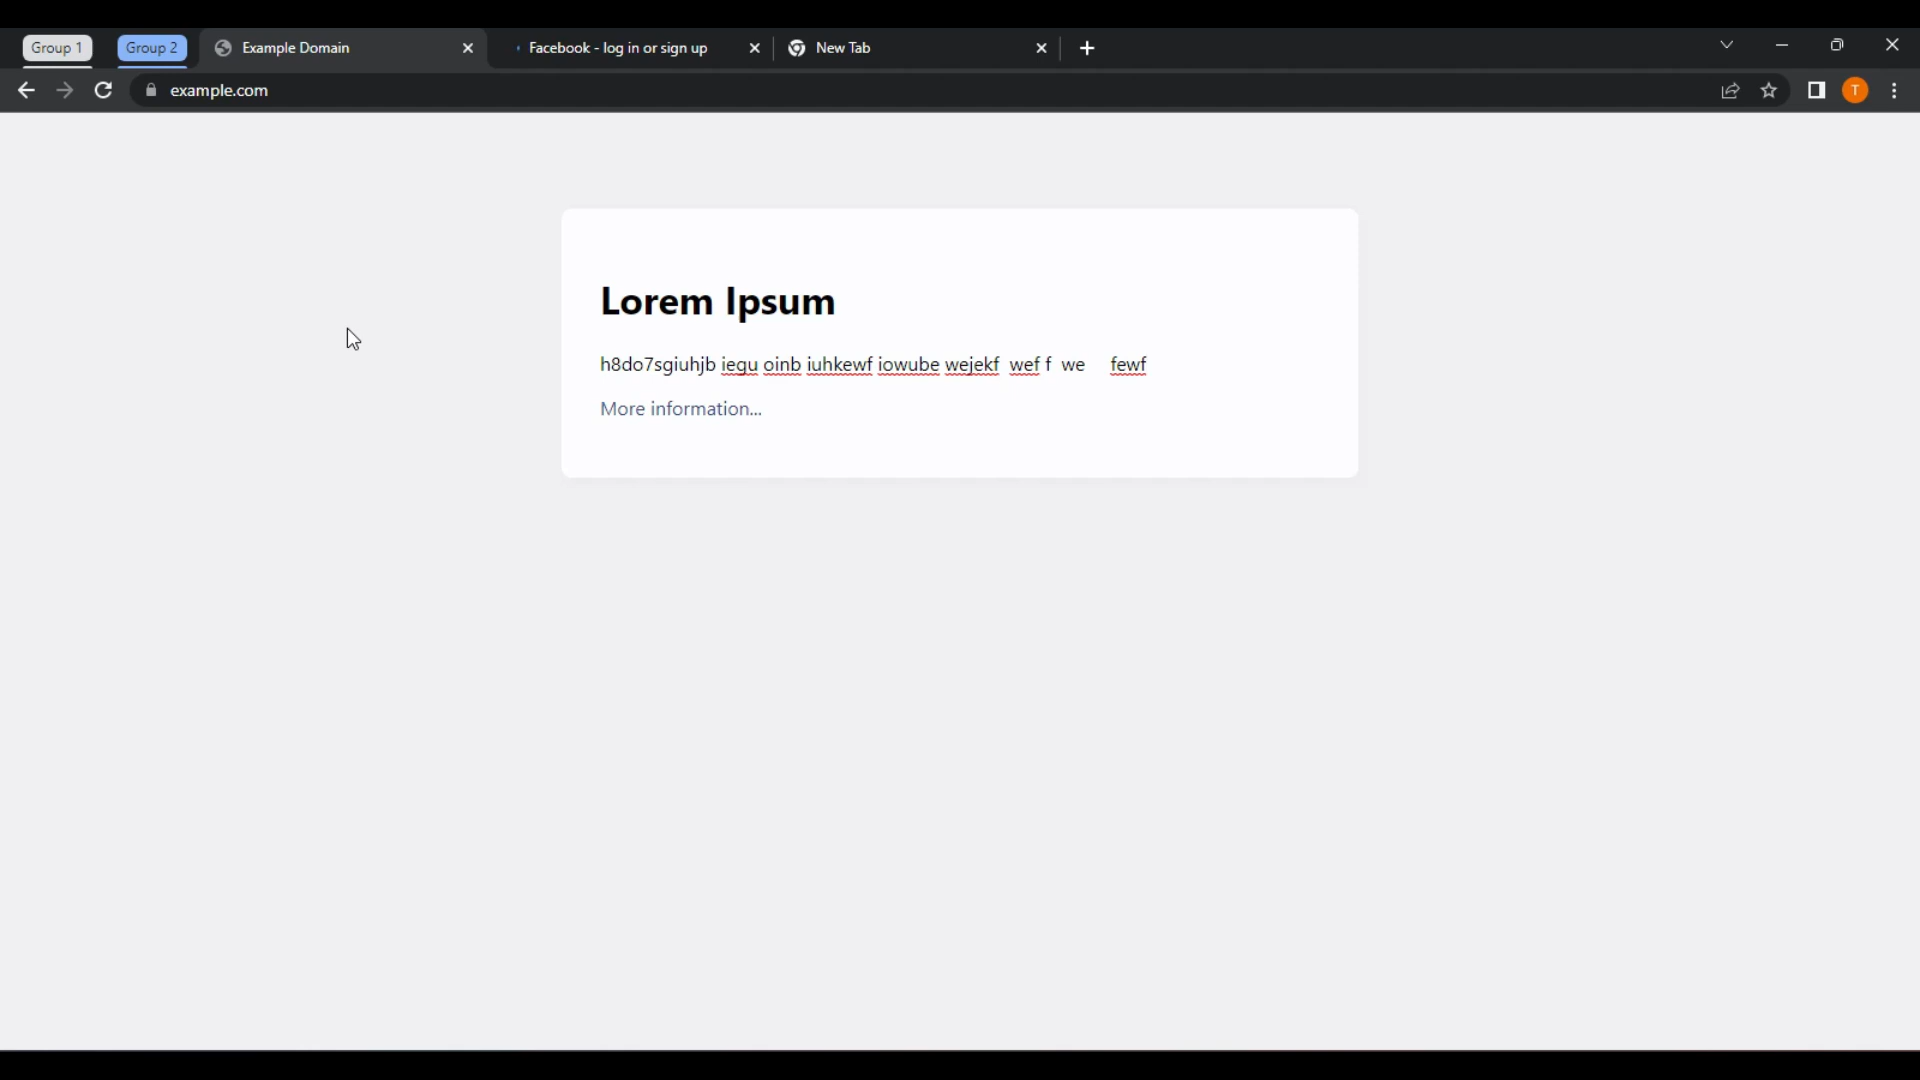 Group 1 Group 2 Example Domain Facebook - log in or sign up New Tab
example.com T
Lorem Ipsum
h8do7sgiuhjb iegu oinb iuhkewf iowube wejekf wef f we fewf
More information...